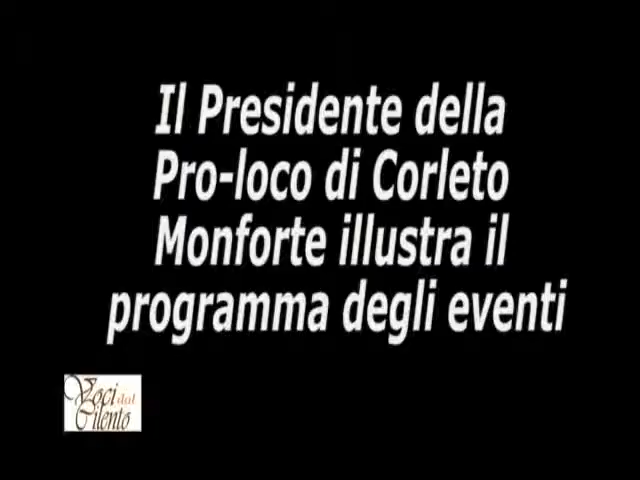 Il Presidente della
Pro-loco di Corleto
Monforte illustra il
programma degli eventi
Voci dal
Cilento